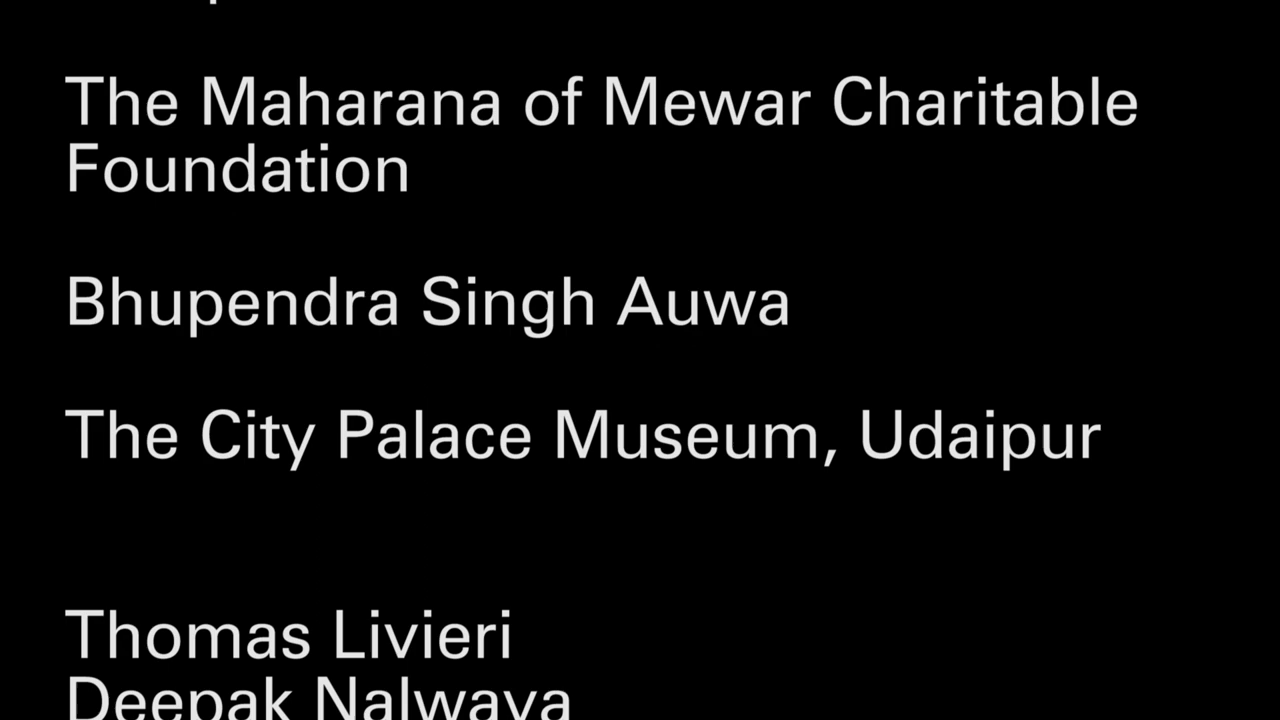 The Maharana of Mewar Charitable
Foundation
Bhupendra Singh Auwa
The City Palace Museum, Udaipur
Thomas Livieri
Deepak Nalwaya